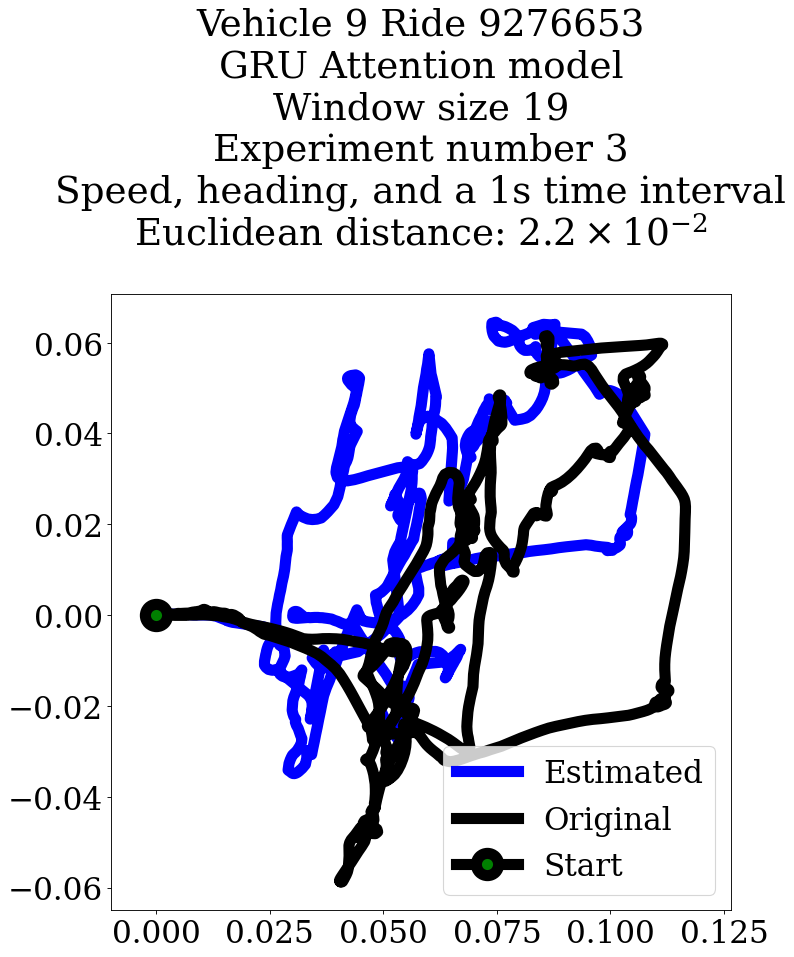 Vehicle 9 Ride 9276653
GRU Attention model
Window size 19
Experiment number 3
Speed, heading, and a 1s time interval
Euclidean distance: 2.2 × 10⁻²
0.06
0.04
0.02
0.00
−0.02
−0.04
−0.06
Estimated
Original
Start
0.000 0.025 0.050 0.075 0.100 0.125